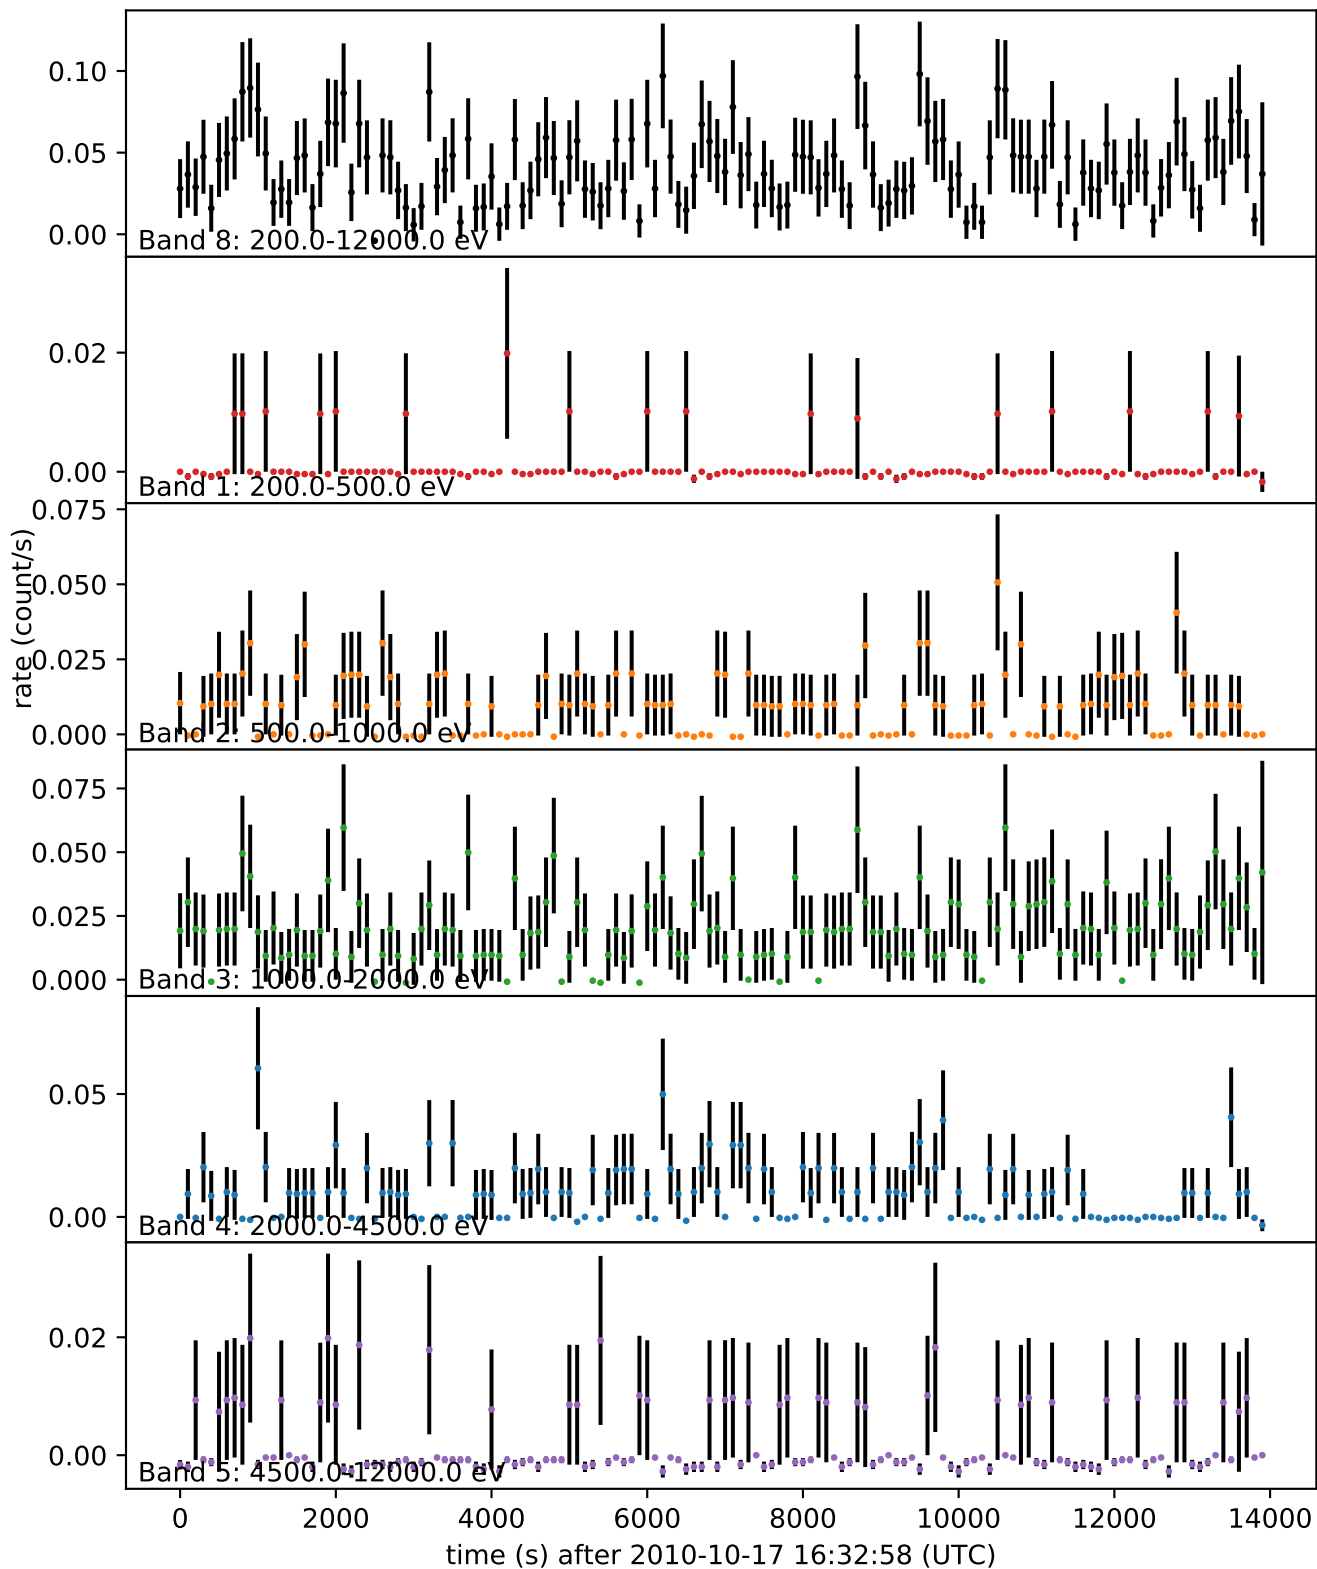 0.10
0.05
0.00
Band 8: 200.0-12000.0 eV
0.02
0.00
Band 1: 200.0-500.0 eV
0.075
0.050
0.025
0.000
Band 2: 500.0-1000.0 eV
rate (count/s)
0.075
0.050
0.025
0.000
Band 3: 1000.0-2000.0 eV
0.05
0.00
Band 4: 2000.0-4500.0 eV
0.02
0.00
Band 5: 4500.0-12000.0 eV
0 2000 4000 6000 8000 10000 12000 14000
time (s) after 2010-10-17 16:32:58 (UTC)